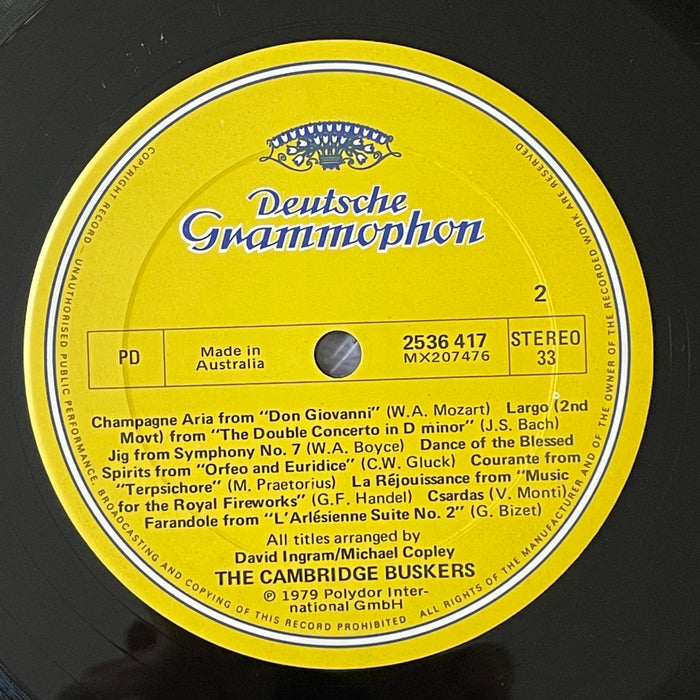 Deutsche
Grammophon
2
PD
Made in
Australia
2536 417
MX207476
STEREO
33
Champagne Aria from "Don Giovanni" (W.A. Mozart) Largo (2nd
Movt) from "The Double Concerto in D minor" (J.S. Bach)
Jig from Symphony No. 7 (W.A. Boyce) Dance of the Blessed
Spirits from "Orfeo and Euridice" (C.W. Gluck) Courante from
"Terpsichore" (M. Praetorius) La Réjouissance from "Music
for the Royal Fireworks" (G.F. Handel) Csardas (V. Monti)
Farandole from "L'Arlésienne Suite No. 2" (G. Bizet)
All titles arranged by
David Ingram/Michael Copley
THE CAMBRIDGE BUSKERS
℗ 1979 Polydor Inter-
national GmbH
COPYRIGHT RECORD – UNAUTHORISED PUBLIC PERFORMANCE, BROADCASTING AND COPYING OF THIS RECORD PROHIBITED ALL RIGHTS OF THE MANUFACTURER AND OF THE OWNER OF THE RECORDED WORK ARE RESERVED